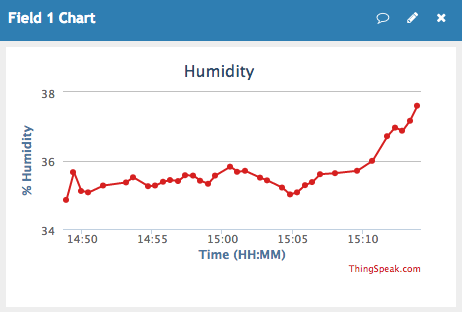 Field 1 Chart
Humidity
38
36
34
% Humidity
14:50 14:55 15:00 15:05 15:10
Time (HH:MM)
ThingSpeak.com